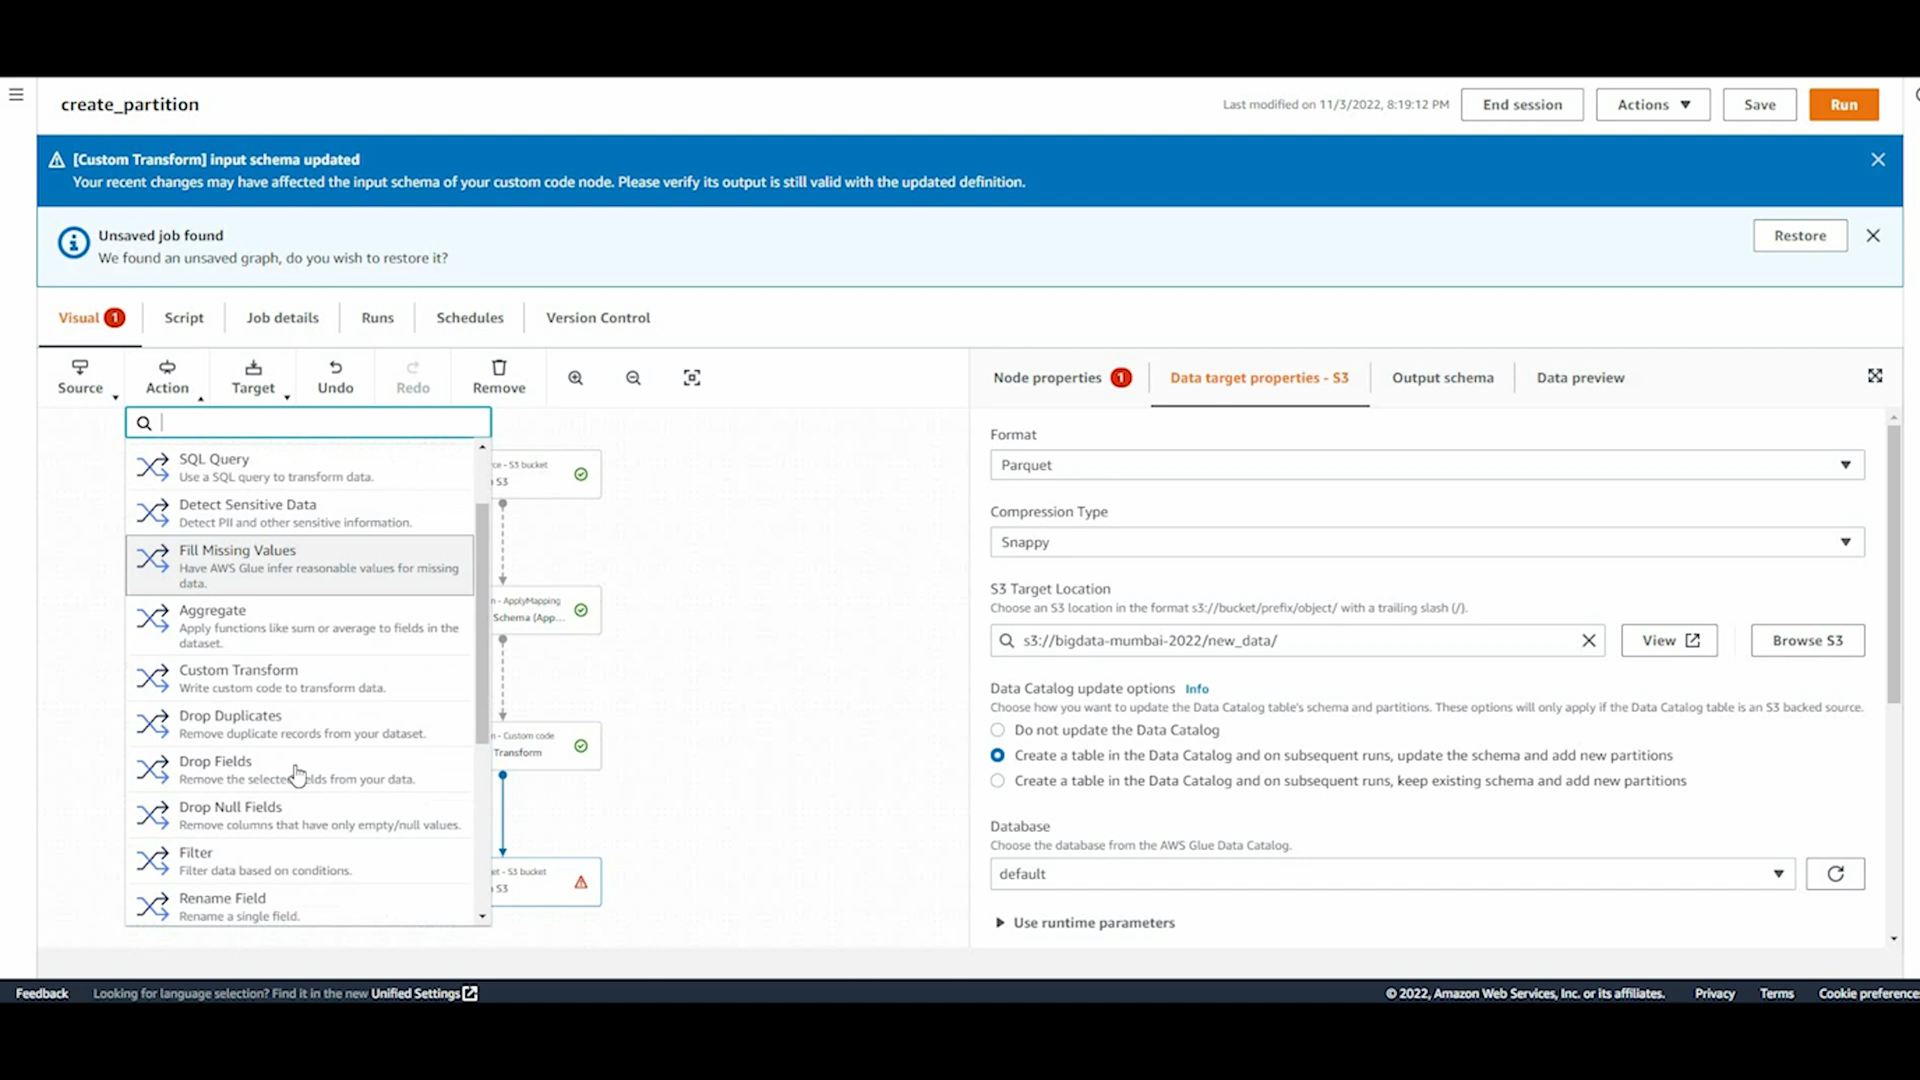 create_partition
Last modified on 11/3/2022, 8:19:12 PM
End session
Actions
Save
Run
[Custom Transform] input schema updated
Your recent changes may have affected the input schema of your custom code node. Please verify its output is still valid with the updated definition.
Unsaved job found
We found an unsaved graph, do you wish to restore it?
Restore
Visual 1
Script
Job details
Runs
Schedules
Version Control
Source
Action
Target
Undo
Redo
Remove
SQL Query
Use a SQL query to transform data.
Detect Sensitive Data
Detect PII and other sensitive information.
Fill Missing Values
Have AWS Glue infer reasonable values for missing
data.
Aggregate
Apply functions like sum or average to fields in the
dataset.
Custom Transform
Write custom code to transform data.
Drop Duplicates
Remove duplicate records from your dataset.
Drop Fields
Remove the selected fields from your data.
Drop Null Fields
Remove columns that have only empty/null values.
Filter
Filter data based on conditions.
Rename Field
Rename a single field.
ce - S3 bucket
S3
n - ApplyMapping
Schema (App...
n - Custom code
Transform
et - S3 bucket
S3
Node properties 1
Data target properties - S3
Output schema
Data preview
Format
Parquet
Compression Type
Snappy
S3 Target Location
Choose an S3 location in the format s3://bucket/prefix/object/ with a trailing slash (/).
s3://bigdata-mumbai-2022/new_data/
View
Browse S3
Data Catalog update options Info
Choose how you want to update the Data Catalog table's schema and partitions. These options will only apply if the Data Catalog table is an S3 backed source.
Do not update the Data Catalog
Create a table in the Data Catalog and on subsequent runs, update the schema and add new partitions
Create a table in the Data Catalog and on subsequent runs, keep existing schema and add new partitions
Database
Choose the database from the AWS Glue Data Catalog.
default
Use runtime parameters
Feedback
Looking for language selection? Find it in the new Unified Settings
© 2022, Amazon Web Services, Inc. or its affiliates.
Privacy
Terms
Cookie preference